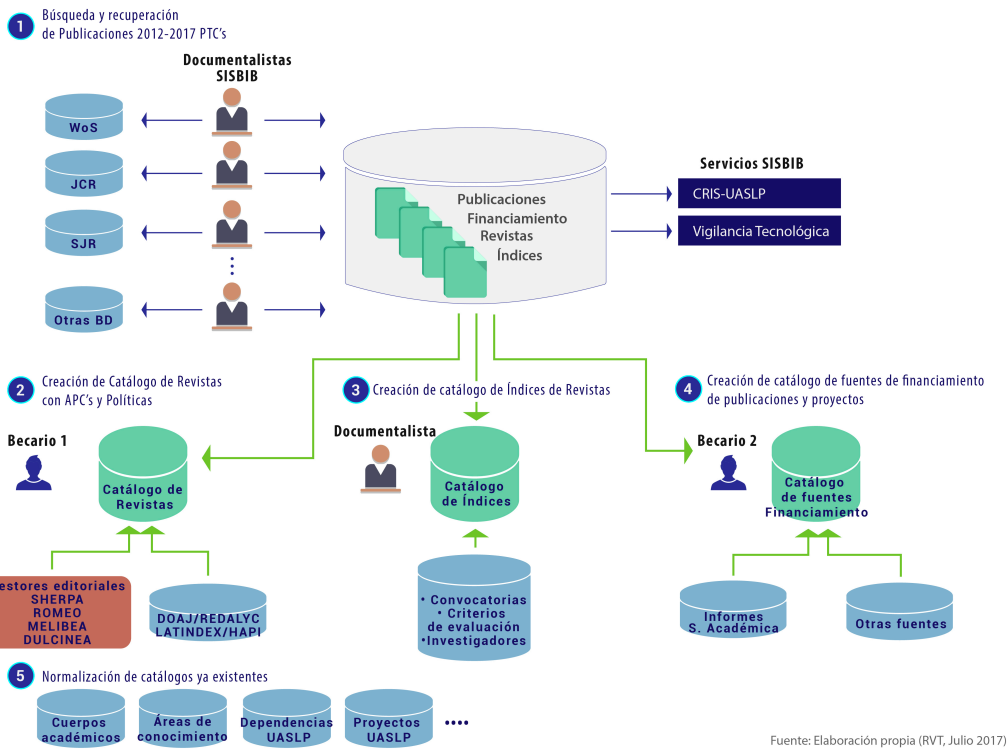 1
Búsqueda y recuperación
de Publicaciones 2012-2017 PTC's
Documentalistas
SISBIB
WoS
JCR
SJR
Otras BD
Publicaciones
Financiamiento
Revistas
Índices
Servicios SISBIB
CRIS-UASLP
Vigilancia Tecnológica
2
Creación de Catálogo de Revistas
con APC's y Políticas
Becario 1
Catálogo de
Revistas
estores editoriales
SHERPA
ROMEO
MELIBEA
DULCINEA
DOAJ/REDALYC
LATINDEX/HAPI
3
Creación de catálogo de Índices de Revistas
Documentalista
Catálogo
de Índices
• Convocatorias
• Criterios
de evaluación
•Investigadores
4
Creación de catálogo de fuentes de financiamiento
de publicaciones y proyectos
Becario 2
Catálogo
de fuentes
Financiamiento
Informes
S. Académica
Otras fuentes
5
Normalización de catálogos ya existentes
Cuerpos
académicos
Áreas de
conocimiento
Dependencias
UASLP
Proyectos
UASLP
••••
Fuente: Elaboración propia (RVT, Julio 2017)